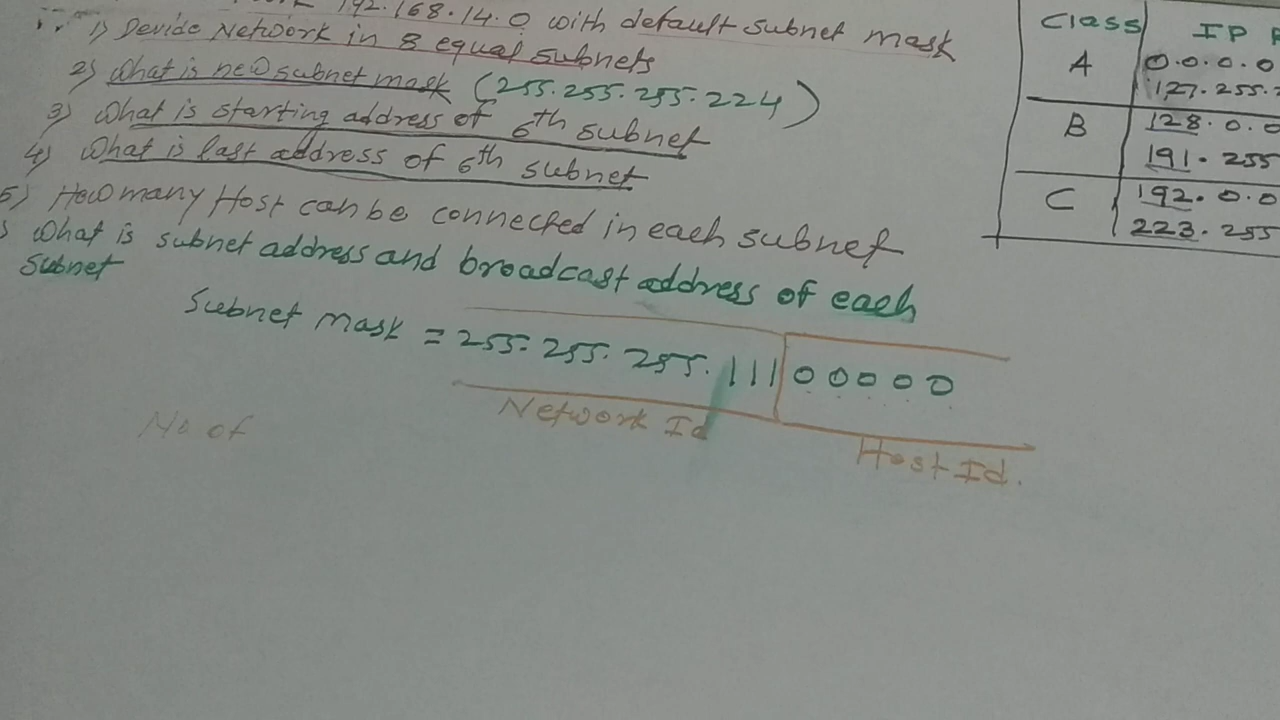 192.168.14.0 with default subnet mask
1) Devide Network in 8 equal subnets
2) What is new subnet mask (255.255.255.224)
3) What is starting address of 6th subnet
4) What is last address of 6th subnet
5) How many Host can be connected in each subnet
What is subnet address and broadcast address of each
Subnet
Subnet mask = 255.255.255.11100000
Network Id
Host Id.
No of
Class IP
A 0.0.0.0
127.255.
B 128.0.0
191.255
C 192.0.0
223.255